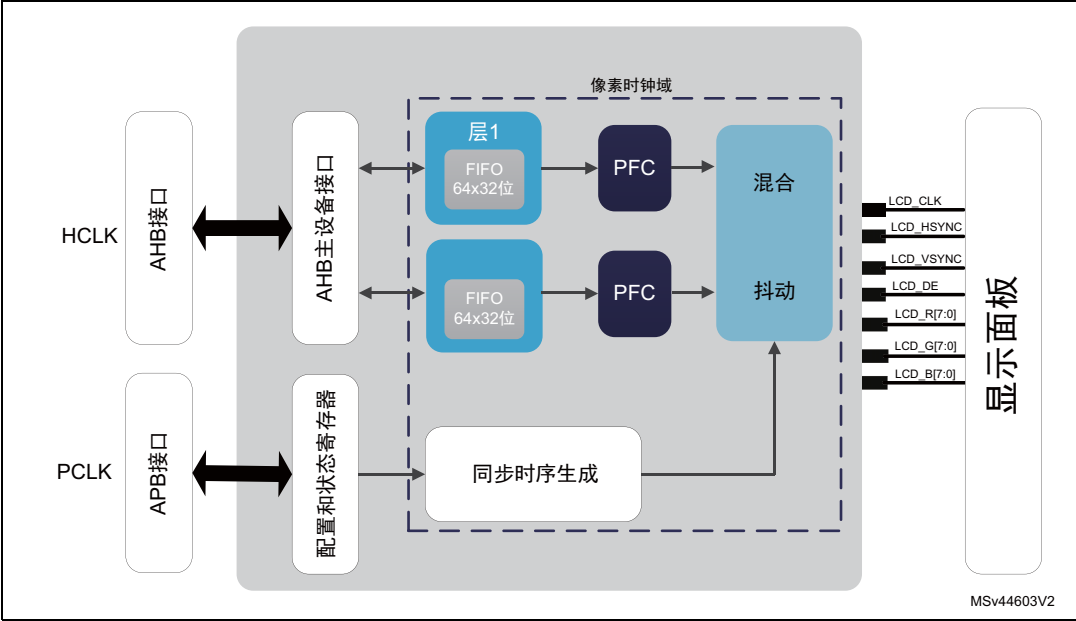 像素时钟域
HCLK
AHB接口
AHB主设备接口
层1
FIFO
64x32位
PFC
FIFO
64x32位
PFC
混合
抖动
LCD_CLK
LCD_HSYNC
LCD_VSYNC
LCD_DE
LCD_R[7:0]
LCD_G[7:0]
LCD_B[7:0]
显示面板
PCLK
APB接口
配置和状态寄存器
同步时序生成
MSv44603V2